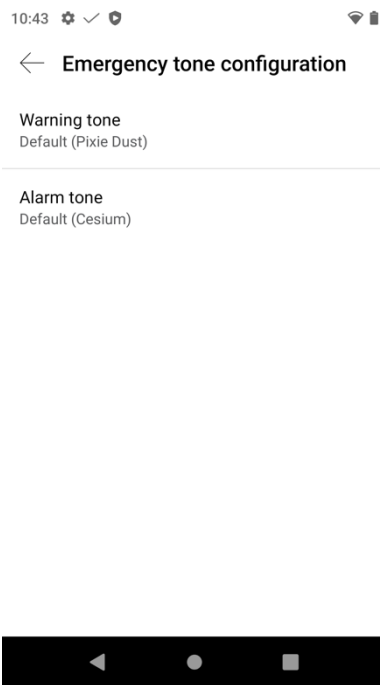 10:43
Emergency tone configuration
Warning tone
Default (Pixie Dust)
Alarm tone
Default (Cesium)